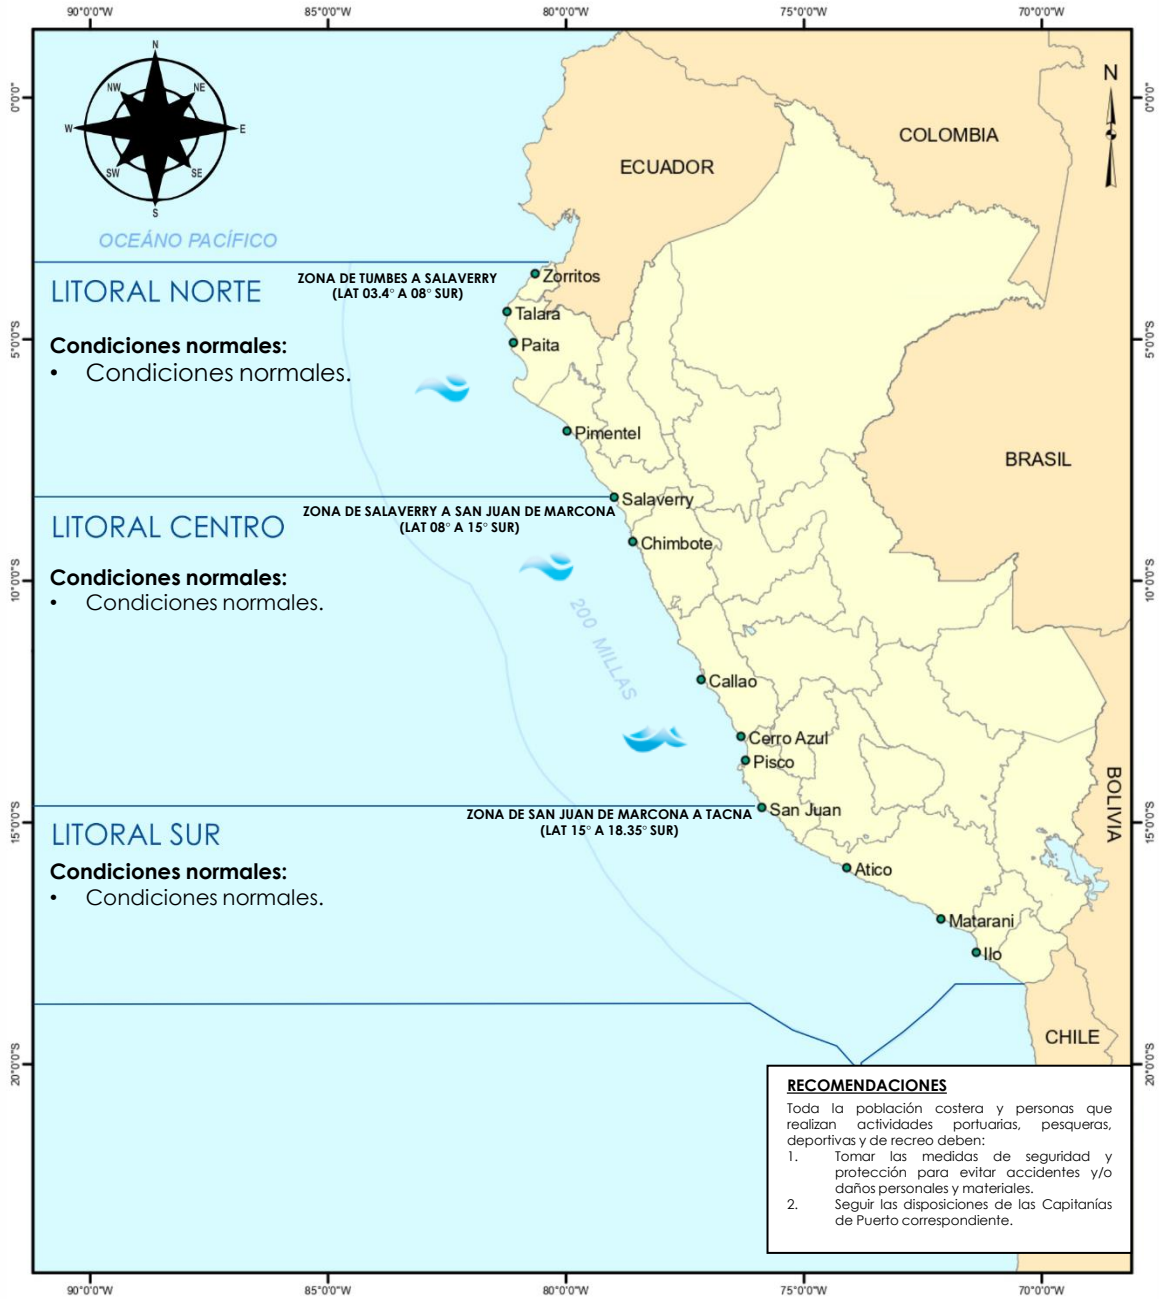 90°0'0"W 85°0'0"W 80°0'0"W 75°0'0"W 70°0'0"W
N
NW NE
W E
SW SE
S
N
0°0'0" 0°0'0"
COLOMBIA
ECUADOR
OCEÁNO PACÍFICO
LITORAL NORTE
ZONA DE TUMBES A SALAVERRY
(LAT 03.4° A 08° SUR)
Zorritos
Talara
Paita
5°0'0"S 5°0'0"S
Condiciones normales:
• Condiciones normales.
Pimentel
BRASIL
Salaverry
LITORAL CENTRO
ZONA DE SALAVERRY A SAN JUAN DE MARCONA
(LAT 08° A 15° SUR)
Chimbote
Condiciones normales:
• Condiciones normales.
10°0'0"S 10°0'0"S
200 MILLAS
Callao
Cerro Azul
Pisco
BOLIVIA
San Juan
ZONA DE SAN JUAN DE MARCONA A TACNA
(LAT 15° A 18.35° SUR)
15°0'0"S 15°0'0"S
LITORAL SUR
Condiciones normales:
• Condiciones normales.
Atico
Matarani
Ilo
CHILE
20°0'0"S 20°0'0"S
RECOMENDACIONES
Toda la población costera y personas que
realizan actividades portuarias, pesqueras,
deportivas y de recreo deben:
1. Tomar las medidas de seguridad y
protección para evitar accidentes y/o
daños personales y materiales.
2. Seguir las disposiciones de las Capitanías
de Puerto correspondiente.
90°0'0"W 85°0'0"W 80°0'0"W 75°0'0"W 70°0'0"W